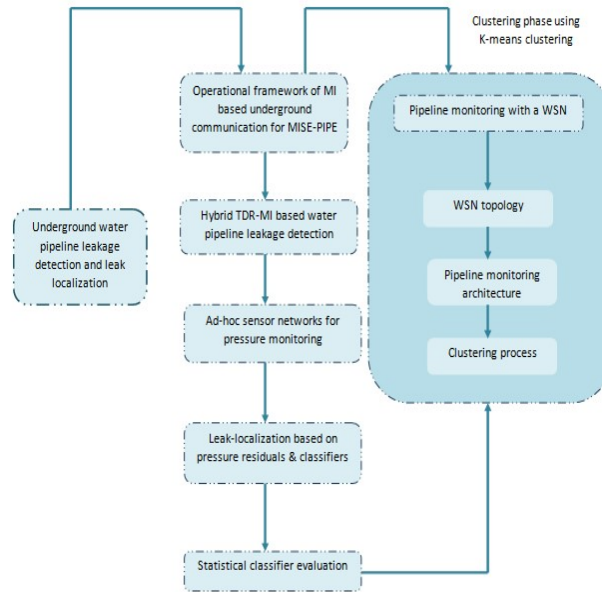 Clustering phase using
K-means clustering
Operational framework of MI
based underground
communication for MISE-PIPE
Pipeline monitoring with a WSN
Hybrid TDR-MI based water
pipeline leakage detection
WSN topology
Underground water
pipeline leakage
detection and leak
localization
Pipeline monitoring
architecture
Ad-hoc sensor networks for
pressure monitoring
Clustering process
Leak-localization based on
pressure residuals & classifiers
Statistical classifier evaluation